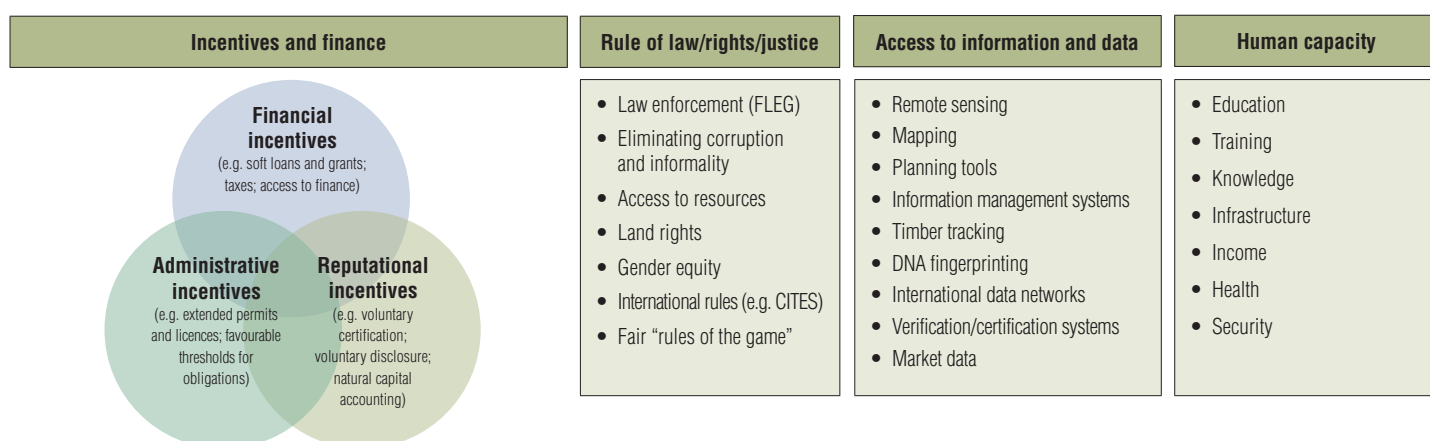 Incentives and finance
Financial
incentives
(e.g. soft loans and grants;
taxes; access to finance)
Administrative
incentives
(e.g. extended permits
and licences; favourable
thresholds for
obligations)
Reputational
incentives
(e.g. voluntary
certification;
voluntary disclosure;
natural capital
accounting)
Rule of law/rights/justice
• Law enforcement (FLEG)
• Eliminating corruption
and informality
• Access to resources
• Land rights
• Gender equity
• International rules (e.g. CITES)
• Fair “rules of the game”
Access to information and data
• Remote sensing
• Mapping
• Planning tools
• Information management systems
• Timber tracking
• DNA fingerprinting
• International data networks
• Verification/certification systems
• Market data
Human capacity
• Education
• Training
• Knowledge
• Infrastructure
• Income
• Health
• Security